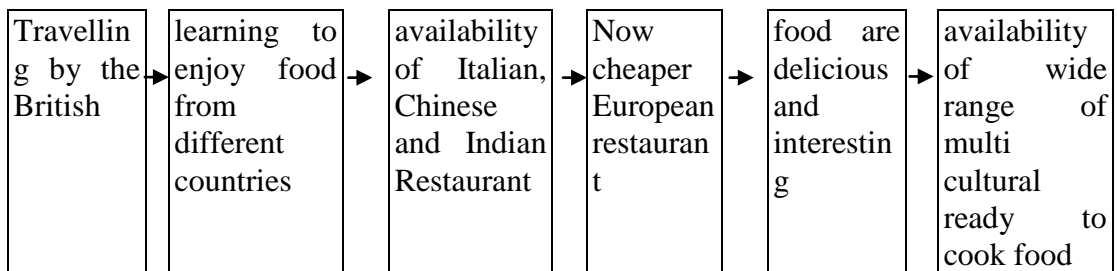 Travellin
g by the
British
learning to
enjoy food
from
different
countries
availability
of Italian,
Chinese
and Indian
Restaurant
Now
cheaper
European
restauran
t
food are
delicious
and
interestin
g
availability
of wide
range of
multi
cultural
ready to
cook food